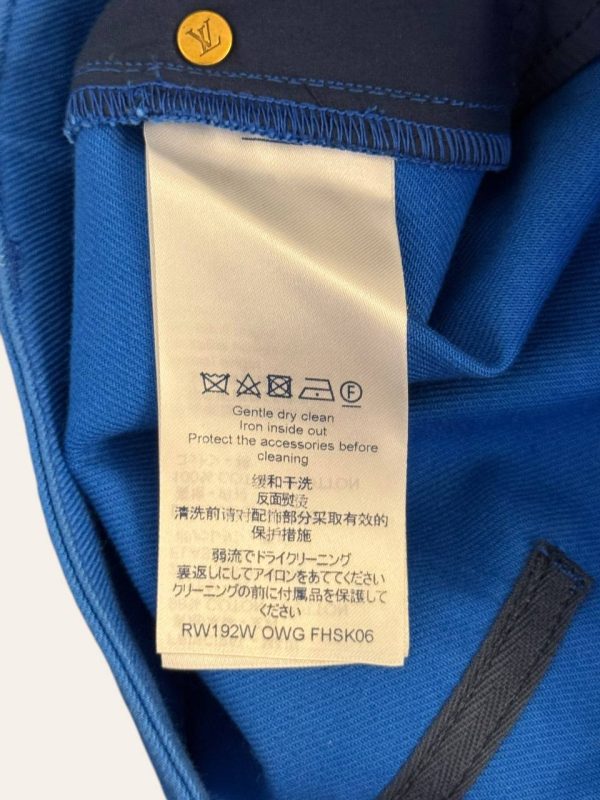 LV
Gentle dry clean
Iron inside out
Protect the accessories before
cleaning
缓和干洗
反面熨烫
清洗前请对配饰部分采取有效的
保护措施
弱流でドライクリーニング
裏返しにしてアイロンをあててください
クリーニングの前に付属品を保護して
ください
RW192W OWG FHSK06